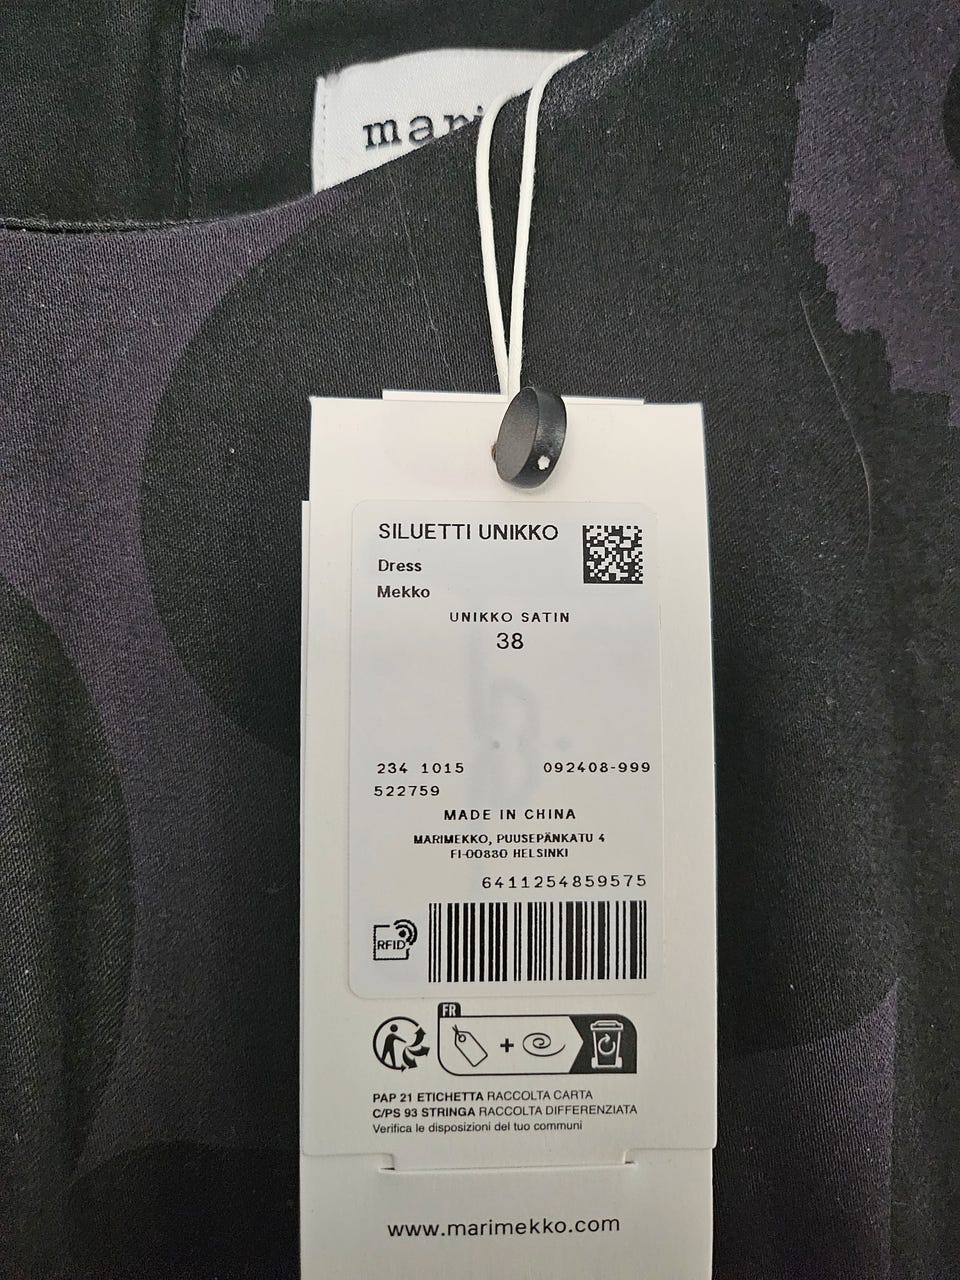 mari
SILUETTI UNIKKO
Dress
Mekko
UNIKKO SATIN
38
234 1015 092408-999
522759
MADE IN CHINA
MARIMEKKO, PUUSEPÄNKATU 4
FI-00880 HELSINKI
6411254859575
RFID
FR
PAP 21 ETICHETTA RACCOLTA CARTA
C/PS 93 STRINGA RACCOLTA DIFFERENZIATA
Verifica le disposizioni del tuo communi
www.marimekko.com